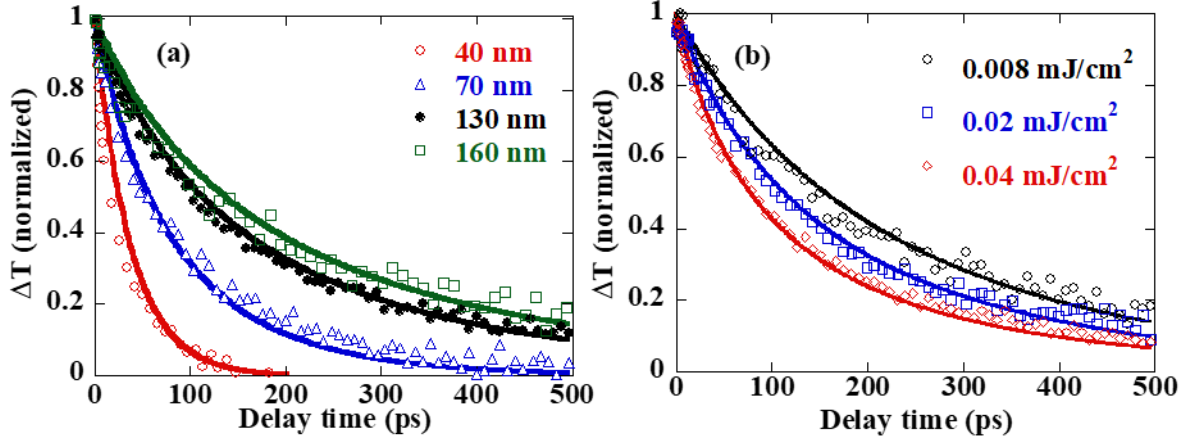 (a)
40 nm
70 nm
130 nm
160 nm
1
0.8
0.6
0.4
0.2
0
0 100 200 300 400 500
ΔT (normalized)
Delay time (ps)
(b)
0.008 mJ/cm²
0.02 mJ/cm²
0.04 mJ/cm²
1
0.8
0.6
0.4
0.2
0
0 100 200 300 400 500
ΔT (normalized)
Delay time (ps)